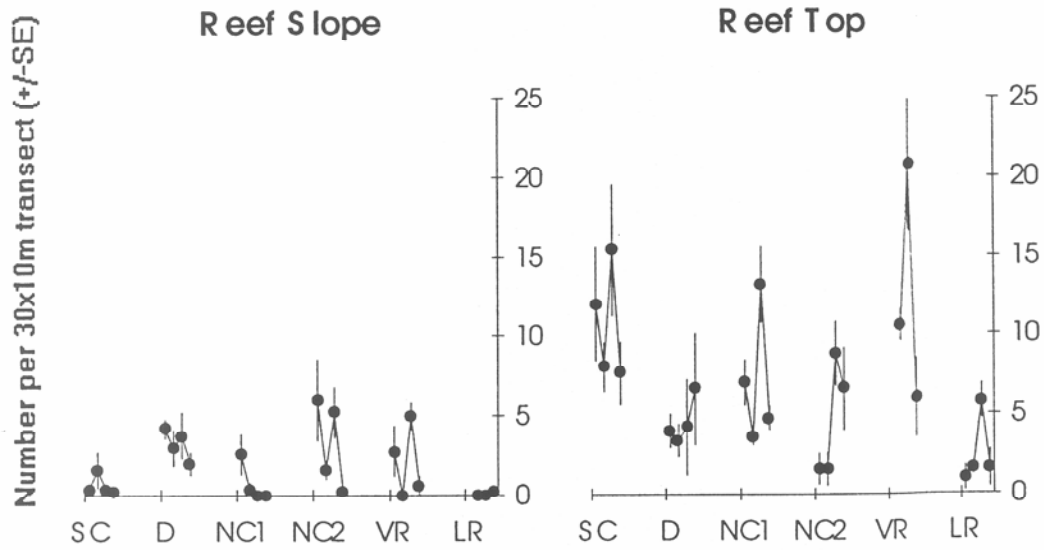 Number per 30x10m transect (+/-SE)
Reef Slope
25
20
15
10
5
0
SC D NC1 NC2 VR LR
Reef Top
25
20
15
10
5
0
SC D NC1 NC2 VR LR